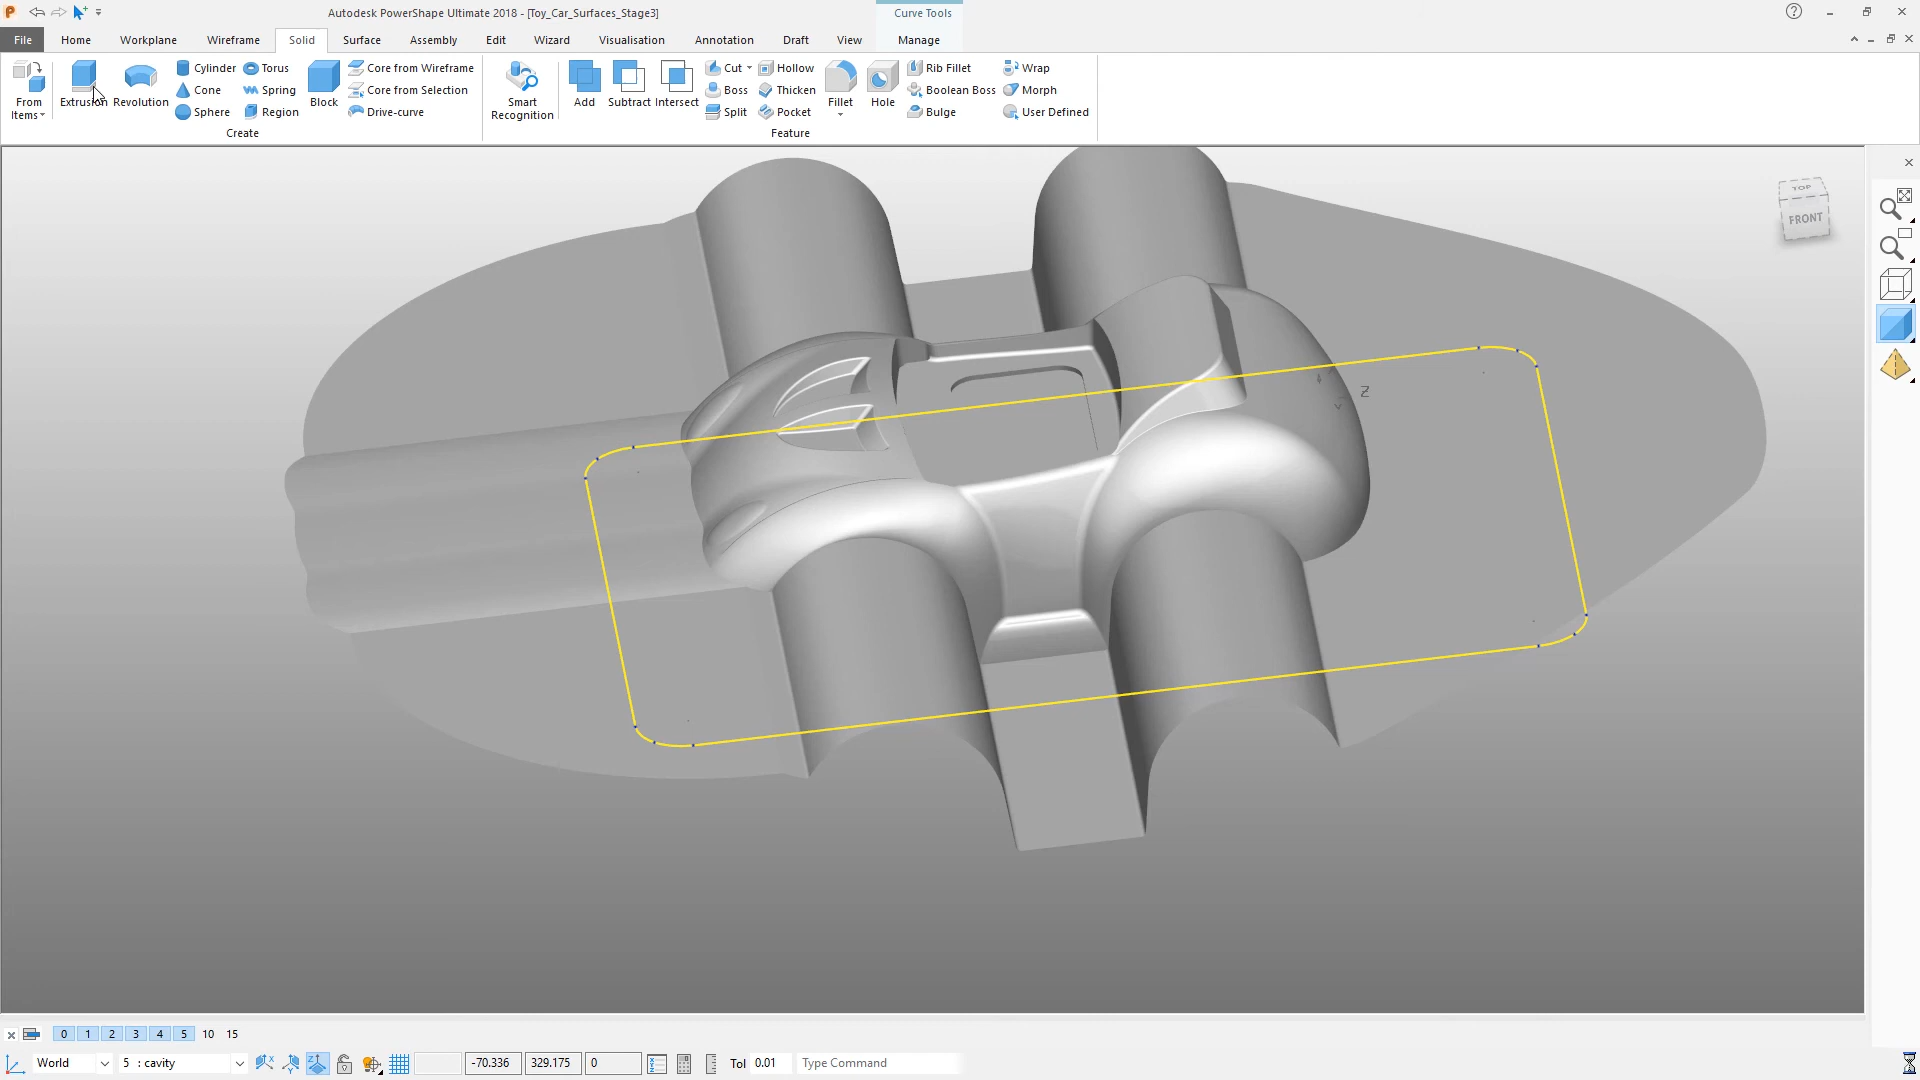 Autodesk PowerShape Ultimate 2018 - [Toy_Car_Surfaces_Stage3]
Curve Tools
File Home Workplane Wireframe Solid Surface Assembly Edit Wizard Visualisation Annotation Draft View Manage
From Items
Extrusion
Revolution
Cylinder
Cone
Sphere
Torus
Spring
Region
Block
Core from Wireframe
Core from Selection
Drive-curve
Create
Smart Recognition
Add
Subtract
Intersect
Cut
Boss
Split
Hollow
Thicken
Pocket
Fillet
Hole
Rib Fillet
Boolean Boss
Bulge
Wrap
Morph
User Defined
Feature
TOP
FRONT
Z
0 1 2 3 4 5 10 15
World 5 : cavity -70.336 329.175 0 Tol 0.01 Type Command